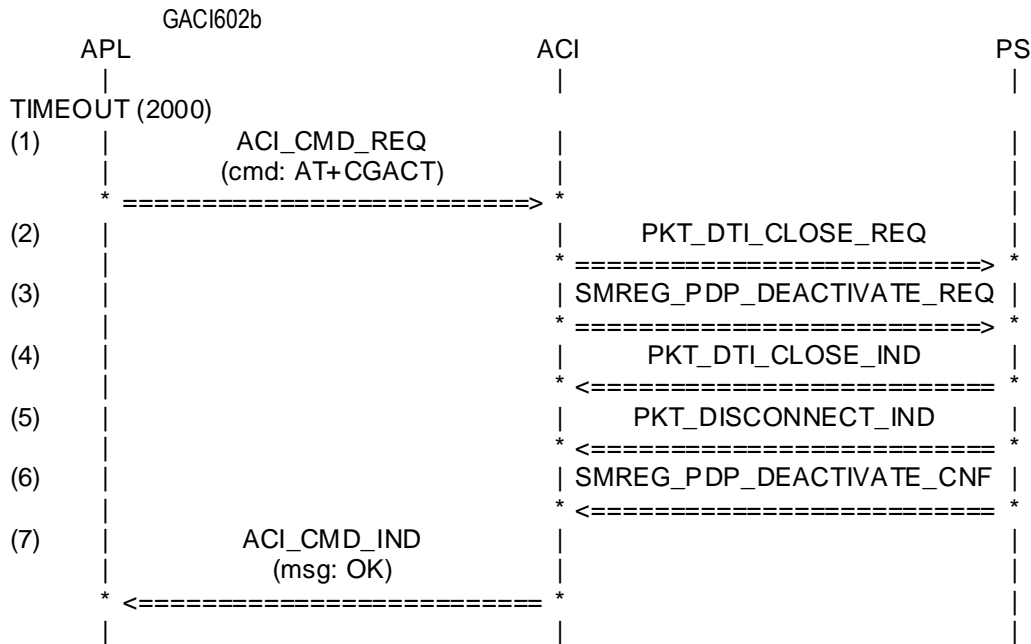 GACI602b
APL ACI PS
| | |
TIMEOUT (2000)
(1) | ACI_CMD_REQ | |
| (cmd: AT+CGACT) | |
* ==========================> * |
(2) | | PKT_DTI_CLOSE_REQ |
| * ==========================> *
(3) | | SMREG_PDP_DEACTIVATE_REQ |
| * ==========================> *
(4) | | PKT_DTI_CLOSE_IND |
| * <========================== *
(5) | | PKT_DISCONNECT_IND |
| * <========================== *
(6) | | SMREG_PDP_DEACTIVATE_CNF |
| * <========================== *
(7) | ACI_CMD_IND | |
| (msg: OK) | |
* <========================== * |
| | |